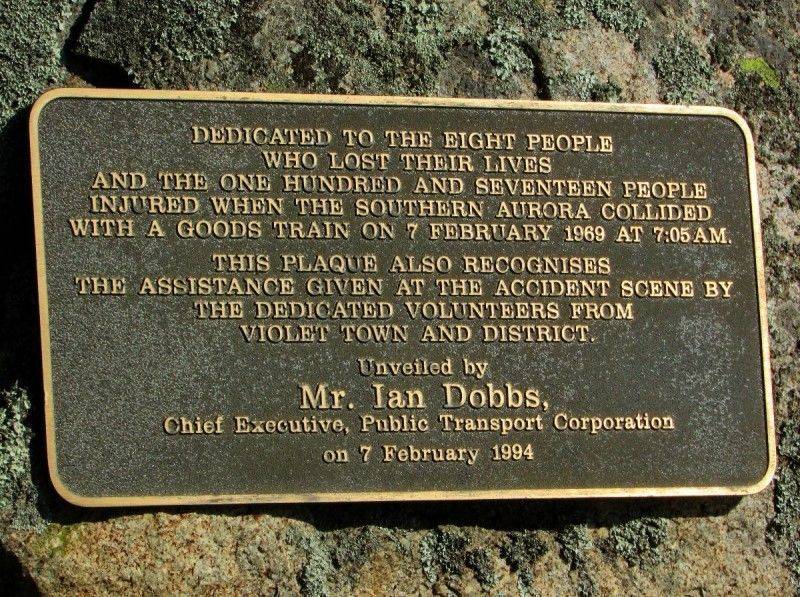 DEDICATED TO THE EIGHT PEOPLE
WHO LOST THEIR LIVES
AND THE ONE HUNDRED AND SEVENTEEN PEOPLE
INJURED WHEN THE SOUTHERN AURORA COLLIDED
WITH A GOODS TRAIN ON 7 FEBRUARY 1969 AT 7:05 AM.
THIS PLAQUE ALSO RECOGNISES
THE ASSISTANCE GIVEN AT THE ACCIDENT SCENE BY
THE DEDICATED VOLUNTEERS FROM
VIOLET TOWN AND DISTRICT.
Unveiled by
Mr. Ian Dobbs,
Chief Executive, Public Transport Corporation
on 7 February 1994